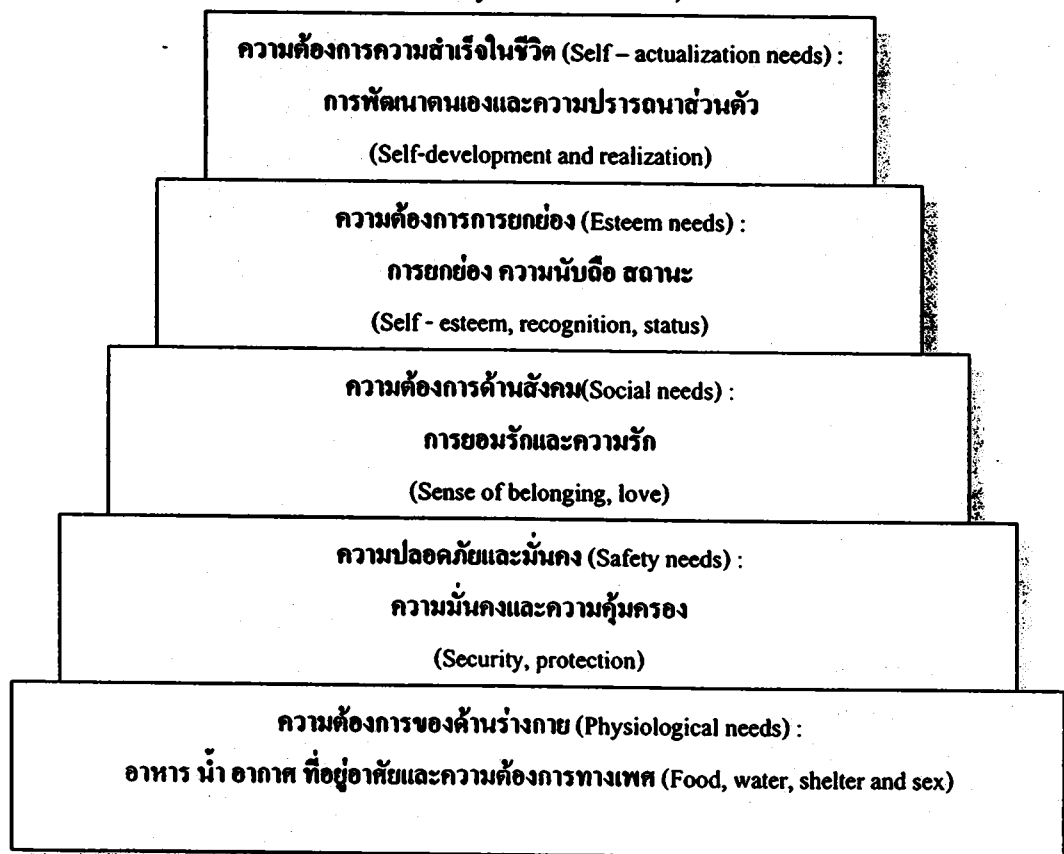 ความต้องการความสำเร็จในชีวิต (Self – actualization needs) :
การพัฒนาตนเองและความปรารถนาส่วนตัว
(Self-development and realization)
ความต้องการการยกย่อง (Esteem needs) :
การยกย่อง ความนับถือ สถานะ
(Self - esteem, recognition, status)
ความต้องการด้านสังคม(Social needs) :
การยอมรักและความรัก
(Sense of belonging, love)
ความปลอดภัยและมั่นคง (Safety needs) :
ความมั่นคงและความคุ้มครอง
(Security, protection)
ความต้องการของด้านร่างกาย (Physiological needs) :
อาหาร น้ำ อากาศ ที่อยู่อาศัยและความต้องการทางเพศ (Food, water, shelter and sex)